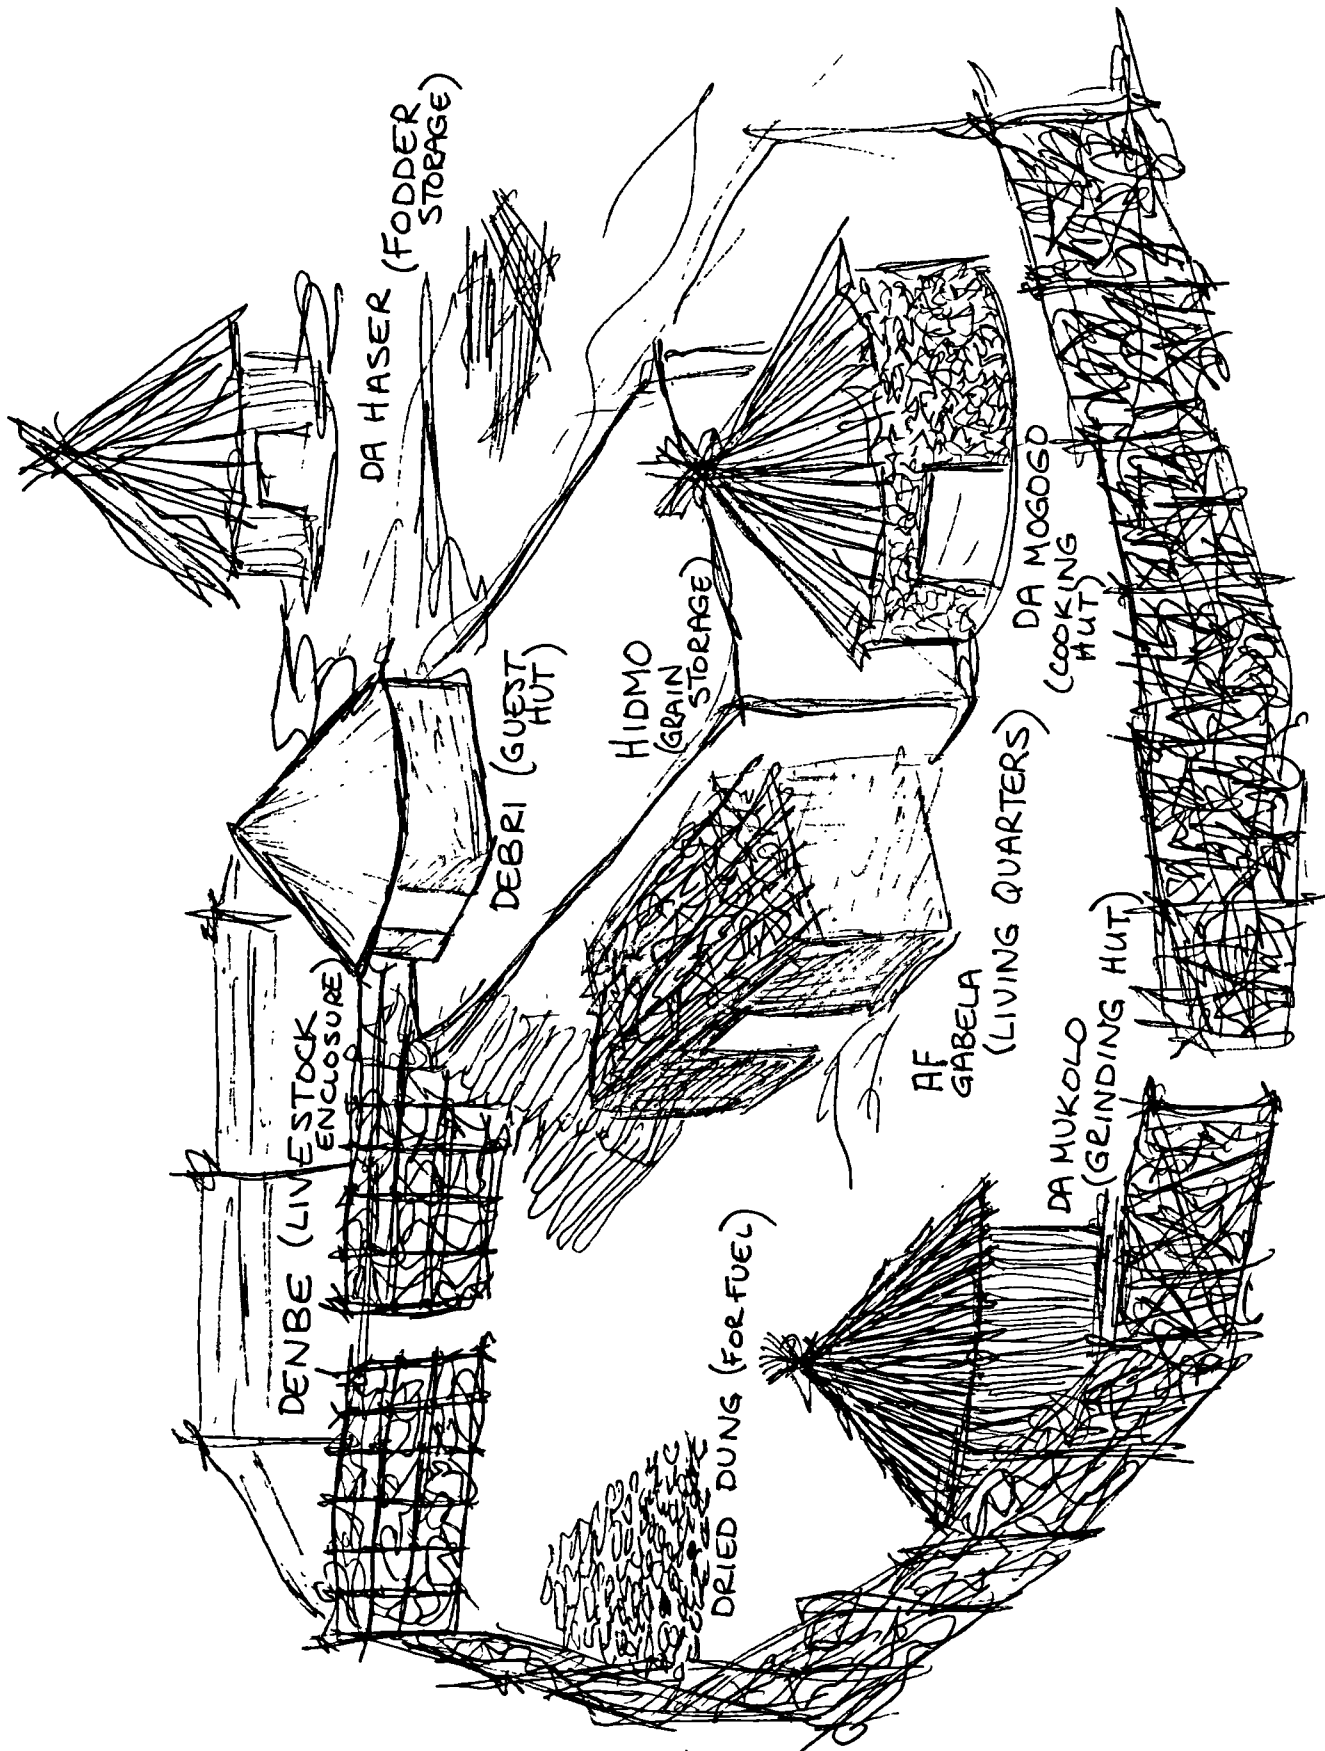 DENBE (LIVESTOCK
ENCLOSURE)
DEBRI (GUEST
HUT)
DA HASER (FODDER
STORAGE)
HIDMO
(GRAIN
STORAGE)
DRIED DUNG (FOR FUEL)
AF
GABELA
(LIVING QUARTERS)
DA MOGOGO
(COOKING
HUT)
DA MUKOLO
(GRINDING HUT)